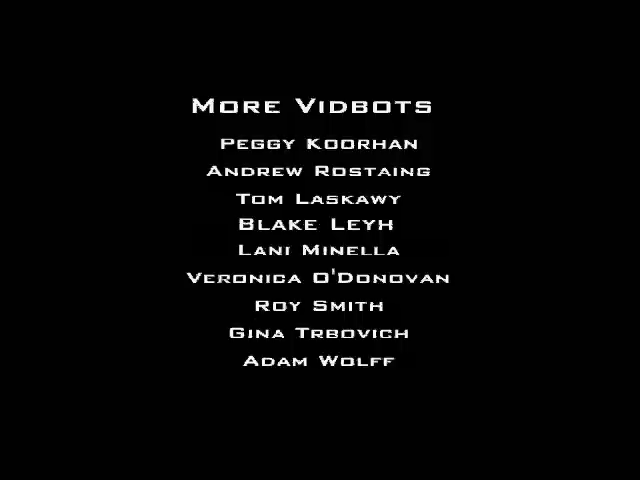 More Vidbots
Peggy Koorhan
Andrew Rostaing
Tom Laskawy
Blake Leyh
Lani Minella
Veronica O'Donovan
Roy Smith
Gina Trbovich
Adam Wolff